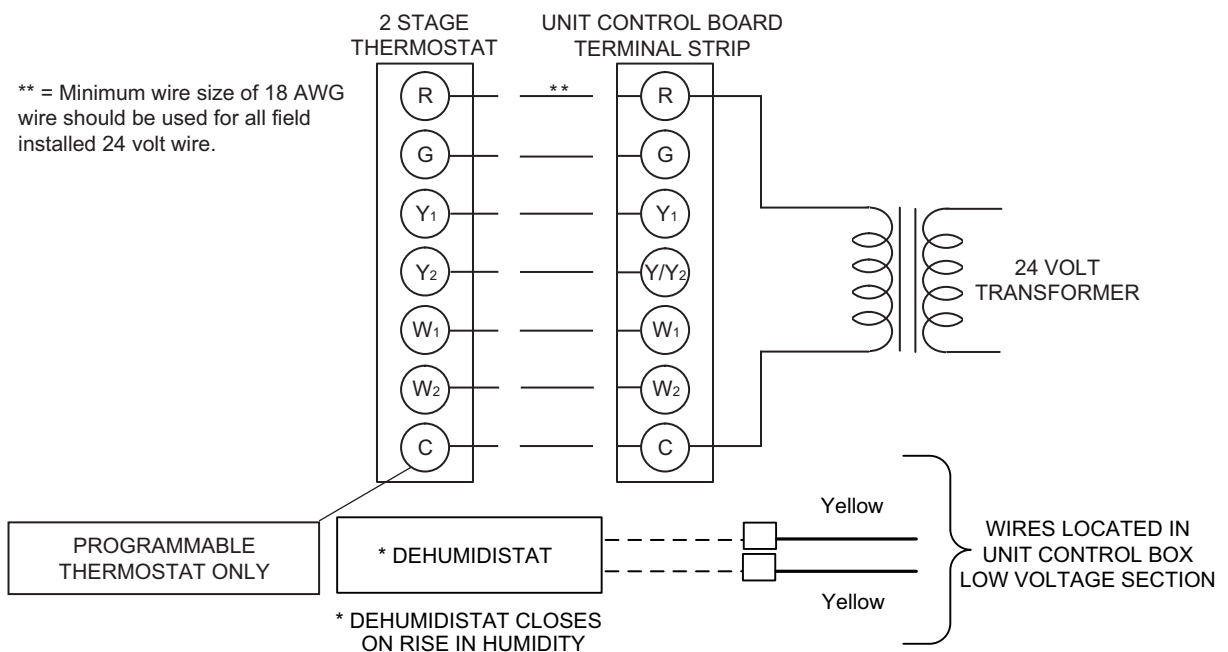 2 STAGE
THERMOSTAT
UNIT CONTROL BOARD
TERMINAL STRIP
** = Minimum wire size of 18 AWG
wire should be used for all field
installed 24 volt wire.
R ** R
G G
Y1 Y1
Y2 Y/Y2
W1 W1
W2 W2
C C
24 VOLT
TRANSFORMER
PROGRAMMABLE
THERMOSTAT ONLY
* DEHUMIDISTAT
Yellow
Yellow
WIRES LOCATED IN
UNIT CONTROL BOX
LOW VOLTAGE SECTION
* DEHUMIDISTAT CLOSES
ON RISE IN HUMIDITY